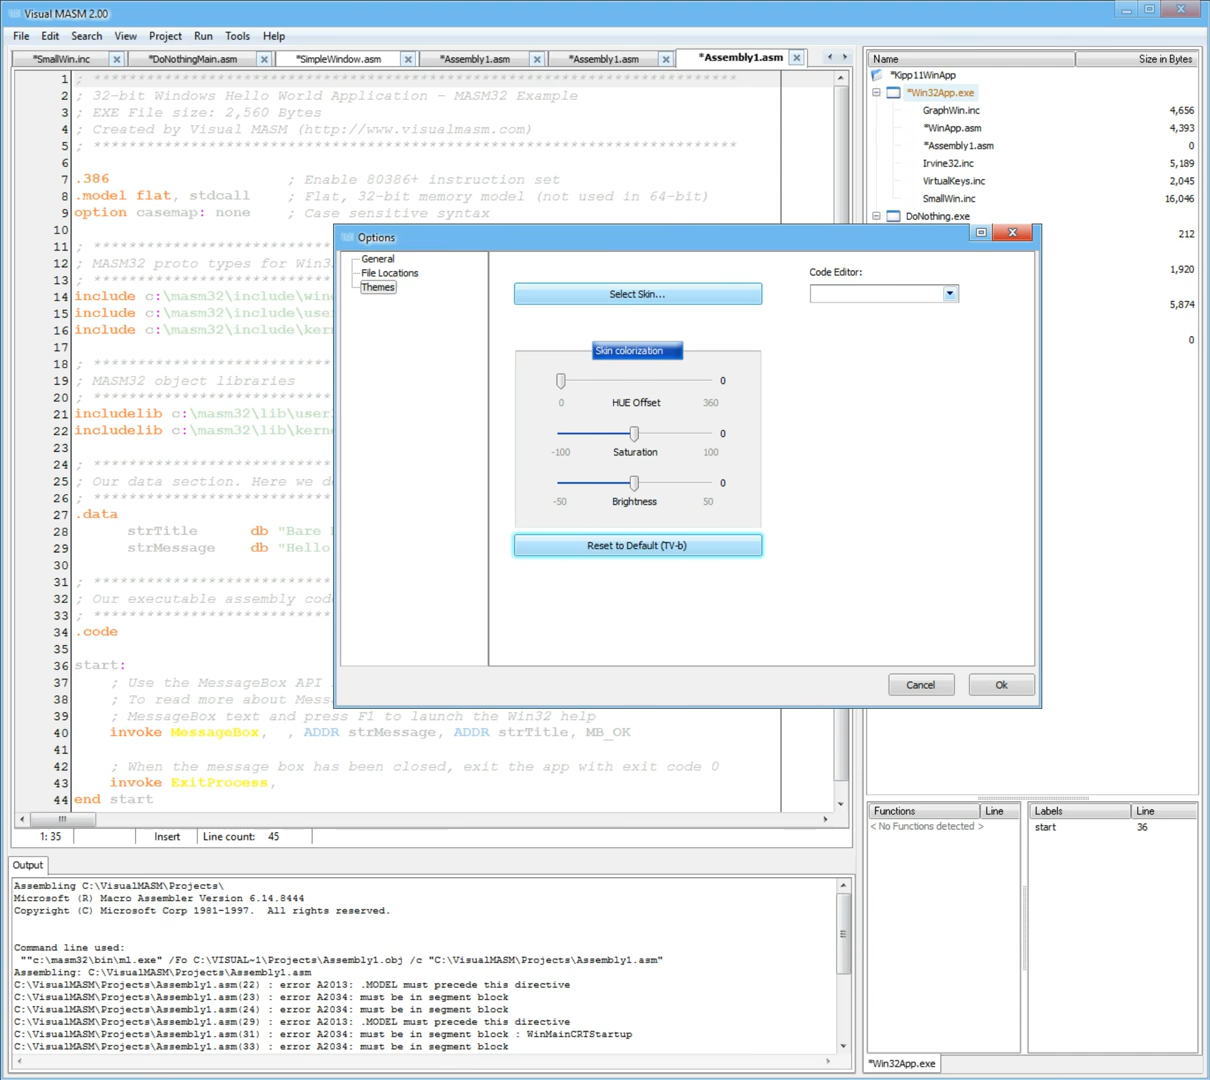 Visual MASM 2.00
File Edit Search View Project Run Tools Help
*SmallWin.inc *DoNothingMain.asm *SimpleWindow.asm *Assembly1.asm *Assembly1.asm *Assembly1.asm
1 ; *************************************************************************
2 ; 32-bit Windows Hello World Application - MASM32 Example
3 ; EXE File size: 2,560 Bytes
4 ; Created by Visual MASM (http://www.visualmasm.com)
5 ; *************************************************************************
6
7 .386 ; Enable 80386+ instruction set
8 .model flat, stdcall ; Flat, 32-bit memory model (not used in 64-bit)
9 option casemap: none ; Case sensitive syntax
10
11 ; ***************************
12 ; MASM32 proto types for Win3
13 ; ***************************
14 include c:\masm32\include\win
15 include c:\masm32\include\use
16 include c:\masm32\include\ker
17
18 ; ***************************
19 ; MASM32 object libraries
20 ; ***************************
21 includelib c:\masm32\lib\user
22 includelib c:\masm32\lib\kern
23
24 ; ***************************
25 ; Our data section. Here we d
26 ; ***************************
27 .data
28 strTitle db "Bare
29 strMessage db "Hello
30
31 ; ***************************
32 ; Our executable assembly cod
33 ; ***************************
34 .code
35
36 start:
37 ; Use the MessageBox API
38 ; To read more about Mess
39 ; MessageBox text and press F1 to launch the Win32 help
40 invoke MessageBox, , ADDR strMessage, ADDR strTitle, MB_OK
41
42 ; When the message box has been closed, exit the app with exit code 0
43 invoke ExitProcess,
44 end start
1: 35 Insert Line count: 45
Options
General
File Locations
Themes
Select Skin...
Code Editor:
Skin colorization
0
0 HUE Offset 360
0
-100 Saturation 100
0
-50 Brightness 50
Reset to Default (TV-b)
Cancel Ok
Name Size in Bytes
*Kipp11WinApp
*Win32App.exe
GraphWin.inc 4,656
*WinApp.asm 4,393
*Assembly1.asm 0
Irvine32.inc 5,189
VirtualKeys.inc 2,045
SmallWin.inc 16,046
DoNothing.exe
212
1,920
5,874
0
Functions Line
< No Functions detected >
Labels Line
start 36
*Win32App.exe
Output
Assembling C:\VisualMASM\Projects\
Microsoft (R) Macro Assembler Version 6.14.8444
Copyright (C) Microsoft Corp 1981-1997. All rights reserved.
Command line used:
""c:\masm32\bin\ml.exe" /Fo C:\VISUAL~1\Projects\Assembly1.obj /c "C:\VisualMASM\Projects\Assembly1.asm"
Assembling: C:\VisualMASM\Projects\Assembly1.asm
C:\VisualMASM\Projects\Assembly1.asm(22) : error A2013: .MODEL must precede this directive
C:\VisualMASM\Projects\Assembly1.asm(23) : error A2034: must be in segment block
C:\VisualMASM\Projects\Assembly1.asm(24) : error A2034: must be in segment block
C:\VisualMASM\Projects\Assembly1.asm(29) : error A2013: .MODEL must precede this directive
C:\VisualMASM\Projects\Assembly1.asm(31) : error A2034: must be in segment block : WinMainCRTStartup
C:\VisualMASM\Projects\Assembly1.asm(33) : error A2034: must be in segment block